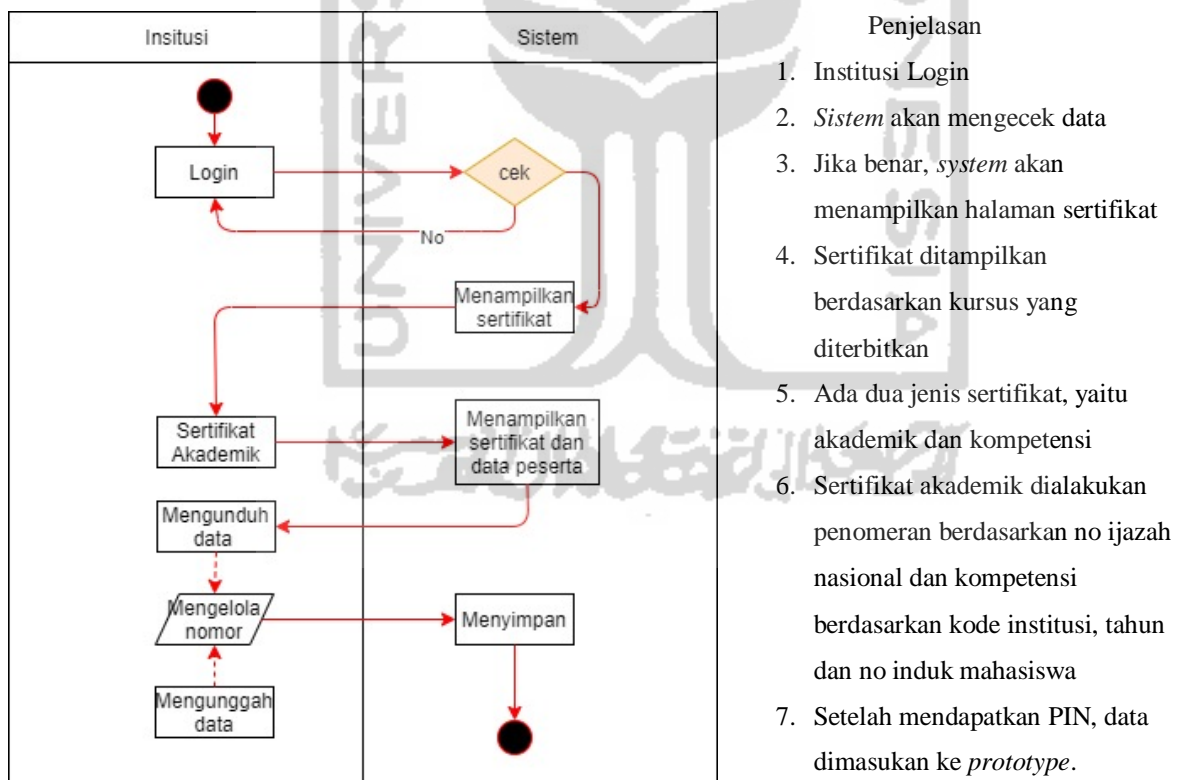 Insitusi
Sistem
Login
cek
No
Menampilkan
sertifikat
Sertifikat
Akademik
Menampilkan
sertifikat dan
data peserta
Mengunduh
data
Mengelola
nomor
Menyimpan
Mengunggah
data
Penjelasan
1. Institusi Login
2. Sistem akan mengecek data
3. Jika benar, system akan
menampilkan halaman sertifikat
4. Sertifikat ditampilkan
berdasarkan kursus yang
diterbitkan
5. Ada dua jenis sertifikat, yaitu
akademik dan kompetensi
6. Sertifikat akademik dialakukan
penomeran berdasarkan no ijazah
nasional dan kompetensi
berdasarkan kode institusi, tahun
dan no induk mahasiswa
7. Setelah mendapatkan PIN, data
dimasukan ke prototype.